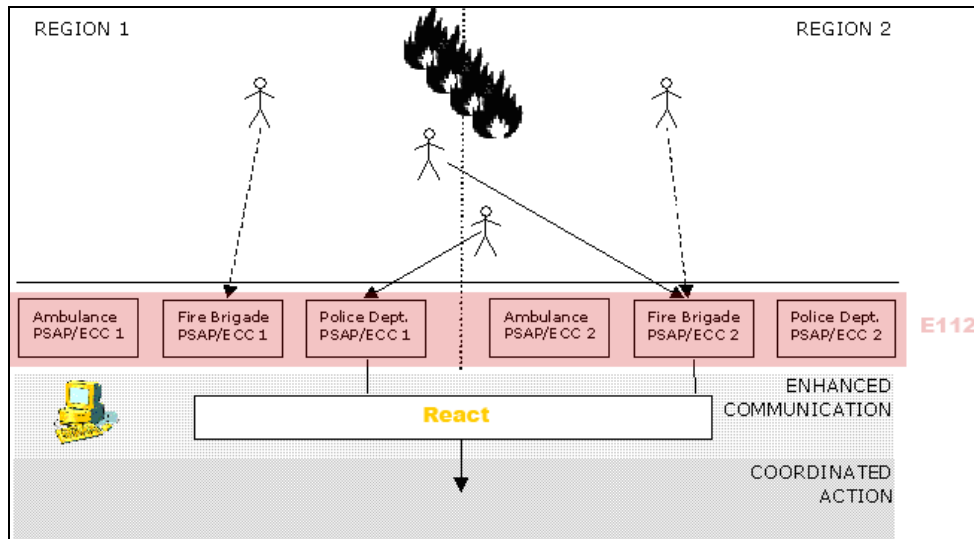 REGION 1
REGION 2
Ambulance
PSAP/ECC 1
Fire Brigade
PSAP/ECC 1
Police Dept.
PSAP/ECC 1
Ambulance
PSAP/ECC 2
Fire Brigade
PSAP/ECC 2
Police Dept.
PSAP/ECC 2
E112
ENHANCED
COMMUNICATION
React
COORDINATED
ACTION